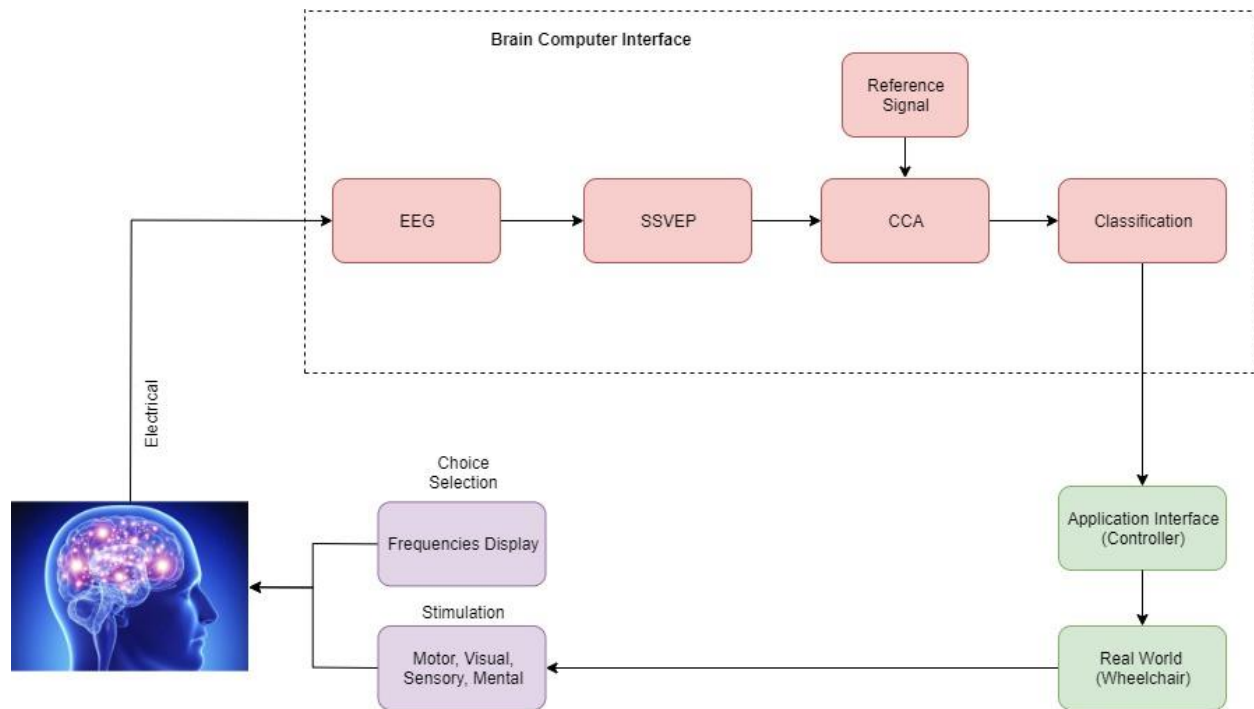 Brain Computer Interface
Reference
Signal
EEG
SSVEP
CCA
Classification
Electrical
Choice
Selection
Frequencies Display
Stimulation
Motor, Visual,
Sensory, Mental
Application Interface
(Controller)
Real World
(Wheelchair)